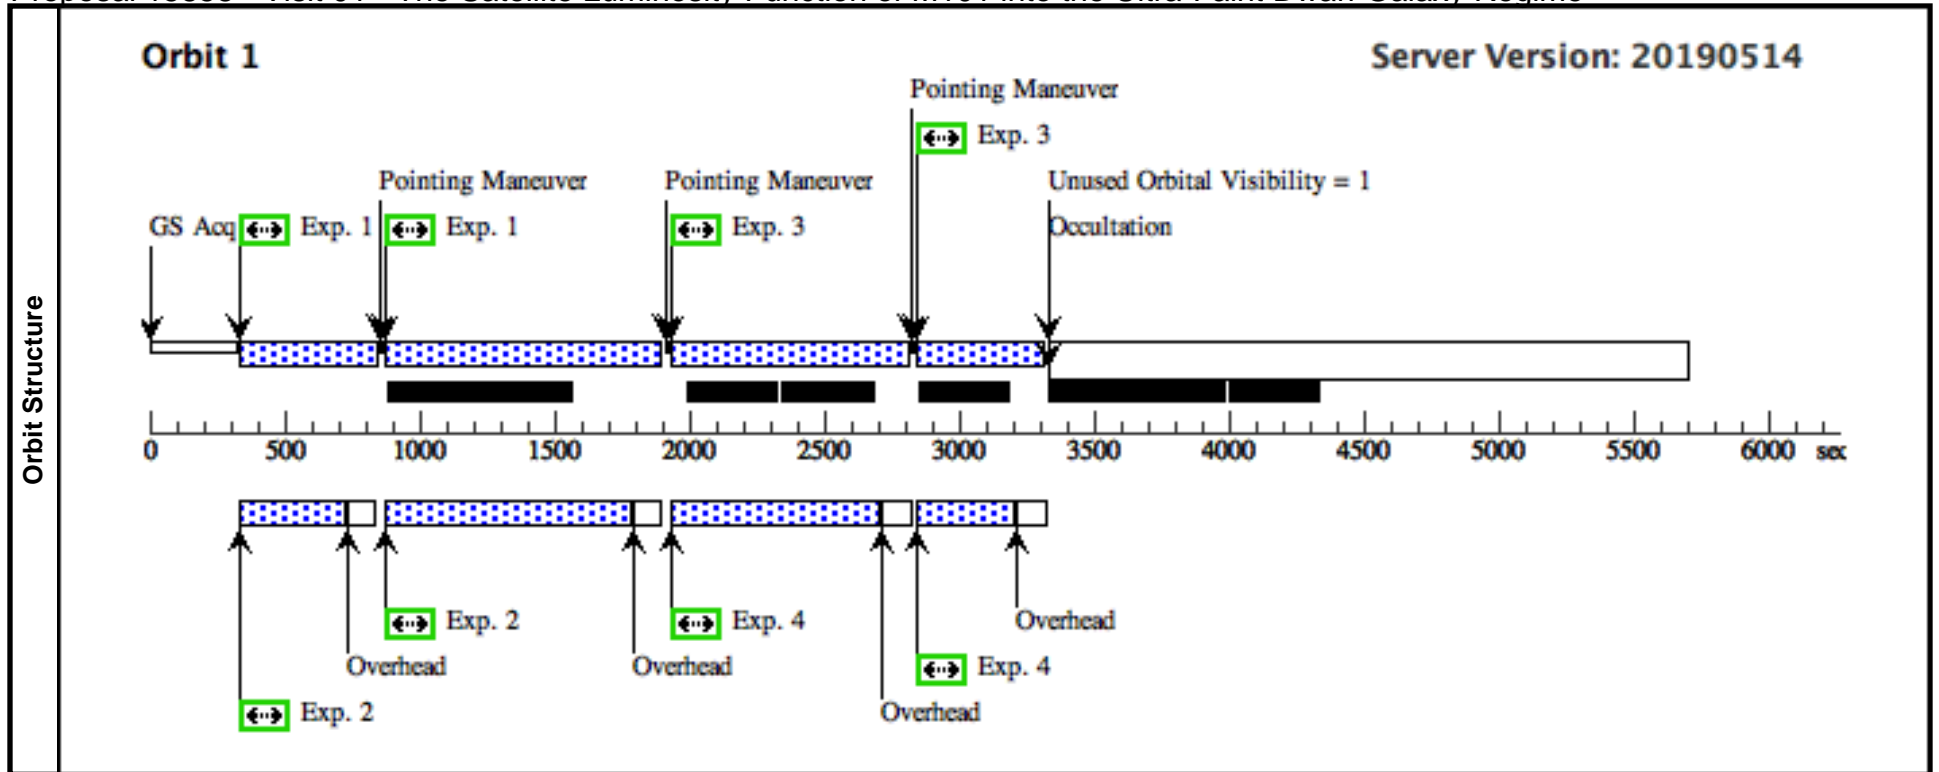 Orbit 1
Server Version: 20190514
Pointing Maneuver
Exp. 3
Pointing Maneuver
Pointing Maneuver
Unused Orbital Visibility = 1
GS Acq
Exp. 1
Exp. 1
Exp. 3
Occultation
Orbit Structure
0 500 1000 1500 2000 2500 3000 3500 4000 4500 5000 5500 6000 sec
Exp. 2
Exp. 4
Overhead
Overhead
Overhead
Exp. 4
Exp. 2
Overhead